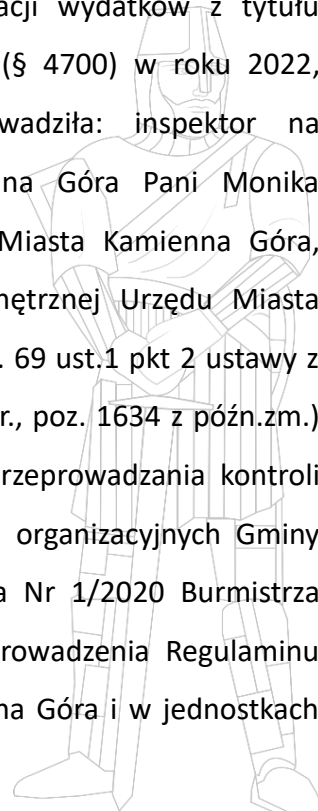 acji wydatków z tytułu
(§ 4700) w roku 2022,
wadziła: inspektor na
na Góra Pani Monika
Miasta Kamienna Góra,
nętrznej Urzędu Miasta
. 69 ust.1 pkt 2 ustawy z
r., poz. 1634 z późn.zm.)
rzeprowadzania kontroli
organizacyjnych Gminy
a Nr 1/2020 Burmistrza
rowadzenia Regulaminu
na Góra i w jednostkach